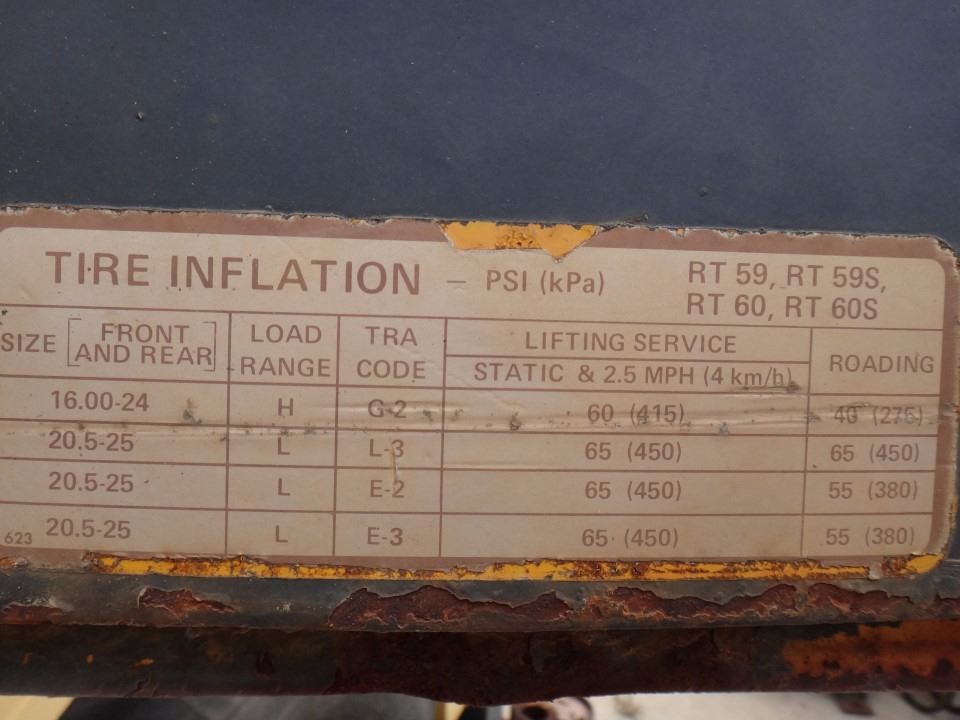 TIRE INFLATION — PSI (kPa) RT 59, RT 59S,
RT 60, RT 60S
SIZE [FRONT AND REAR] LOAD RANGE TRA CODE LIFTING SERVICE ROADING
STATIC & 2.5 MPH (4 km/h)
16.00-24 H G-2 60 (415) 40 (275)
20.5-25 L L-3 65 (450) 65 (450)
20.5-25 L E-2 65 (450) 55 (380)
20.5-25 L E-3 65 (450) 55 (380)
623